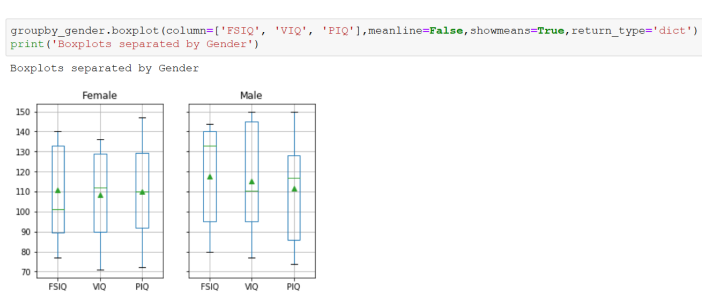 groupby_gender.boxplot(column=['FSIQ', 'VIQ', 'PIQ'],meanline=False,showmeans=True,return_type='dict')
print('Boxplots separated by Gender')
Boxplots separated by Gender
Female Male
150
140
130
120
110
100
90
80
70
FSIQ VIQ PIQ FSIQ VIQ PIQ